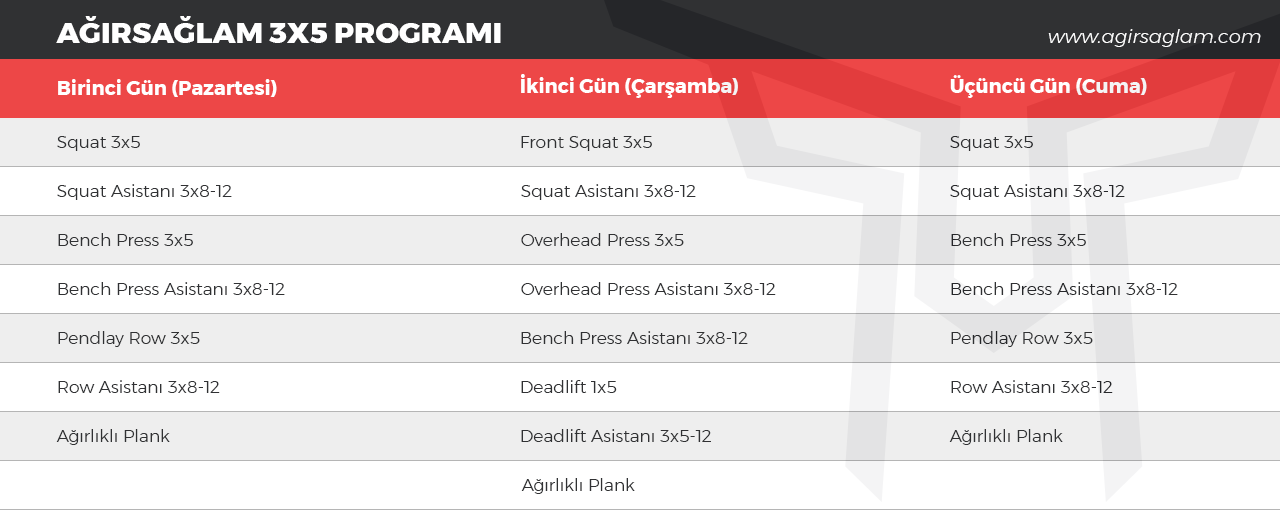 AĞIRSAĞLAM 3X5 PROGRAMI
www.agirsaglam.com
Birinci Gün (Pazartesi) İkinci Gün (Çarşamba) Üçüncü Gün (Cuma)
Squat 3x5 Front Squat 3x5 Squat 3x5
Squat Asistanı 3x8-12 Squat Asistanı 3x8-12 Squat Asistanı 3x8-12
Bench Press 3x5 Overhead Press 3x5 Bench Press 3x5
Bench Press Asistanı 3x8-12 Overhead Press Asistanı 3x8-12 Bench Press Asistanı 3x8-12
Pendlay Row 3x5 Bench Press Asistanı 3x8-12 Pendlay Row 3x5
Row Asistanı 3x8-12 Deadlift 1x5 Row Asistanı 3x8-12
Ağırlıklı Plank Deadlift Asistanı 3x5-12 Ağırlıklı Plank
Ağırlıklı Plank